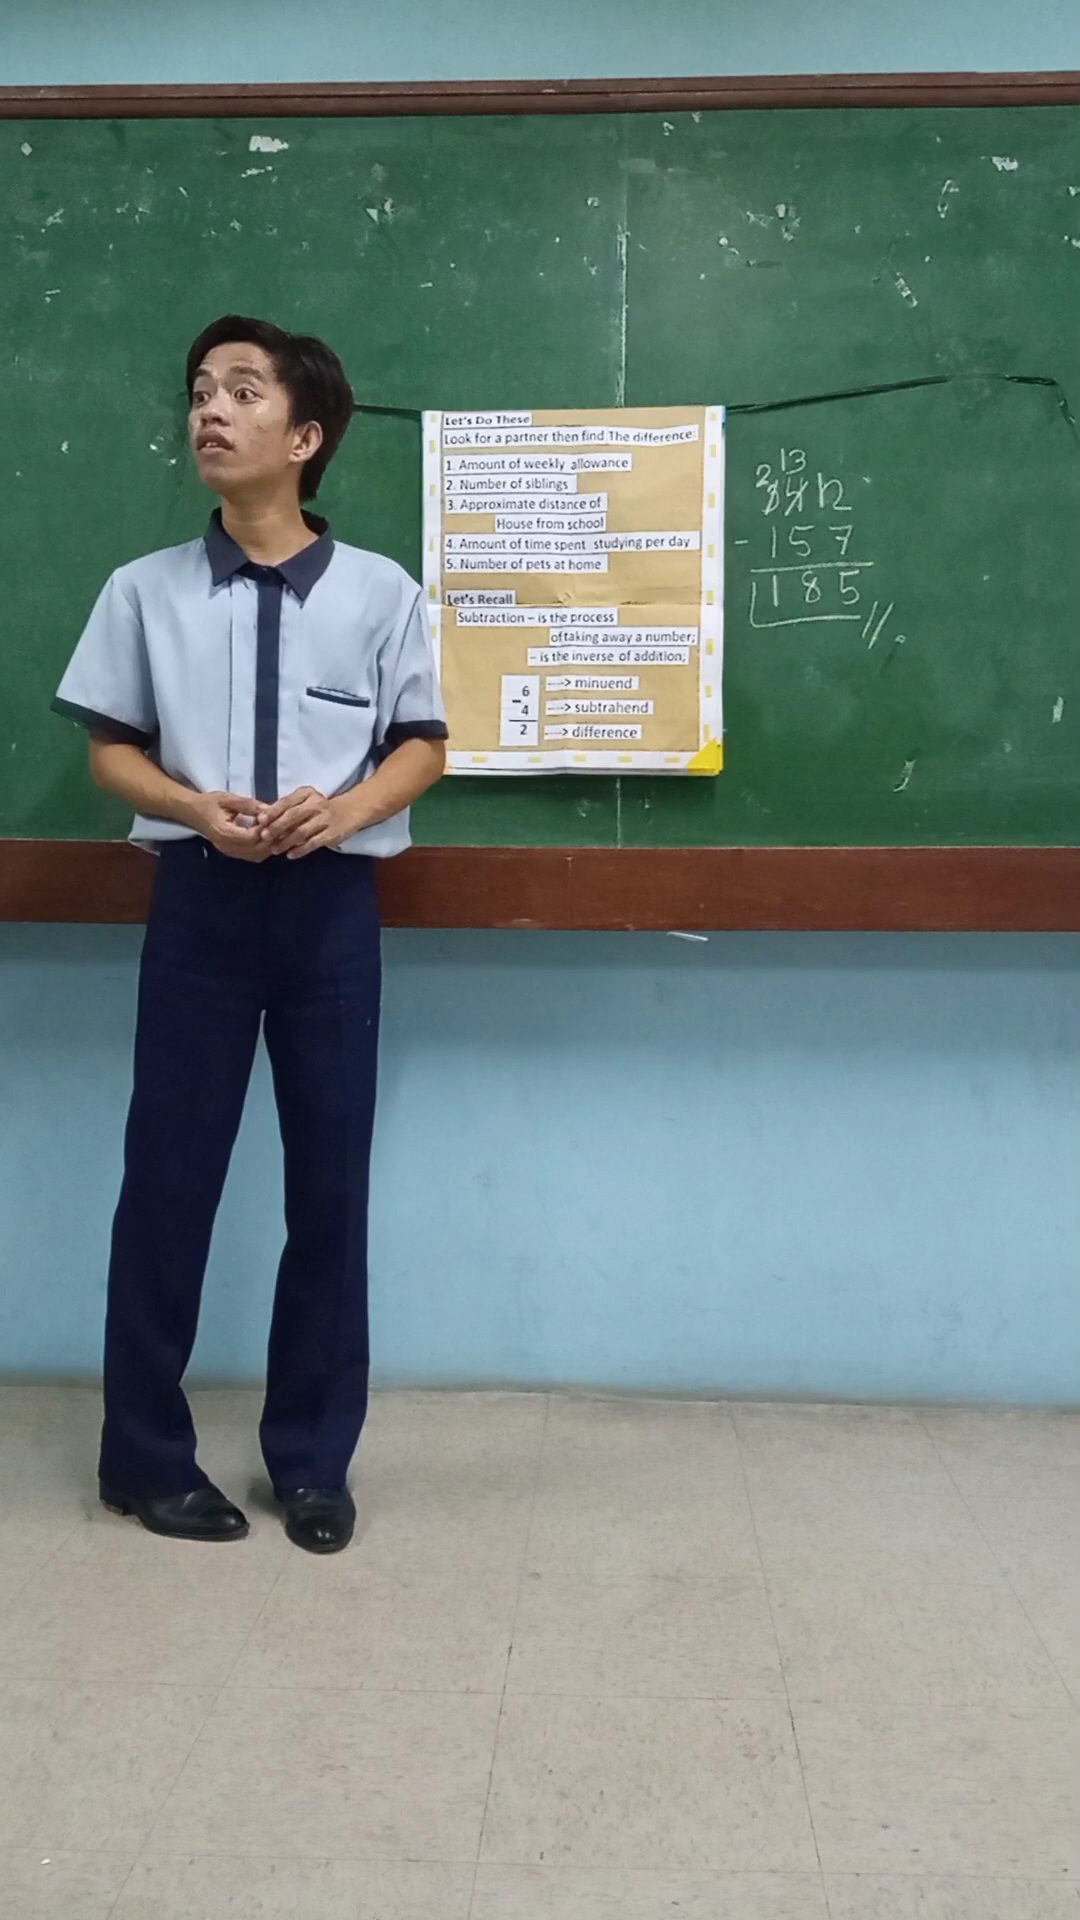 Let's Do These
Look for a partner then find The difference:
1. Amount of weekly allowance
2. Number of siblings
3. Approximate distance of
House from school
4. Amount of time spent studying per day
5. Number of pets at home
Let's Recall
Subtraction – is the process
of taking away a number;
– is the inverse of addition;
6 ----> minuend
- 4 ----> subtrahend
2 ----> difference
2 13
3 4 12
- 1 5 7
1 8 5 //.